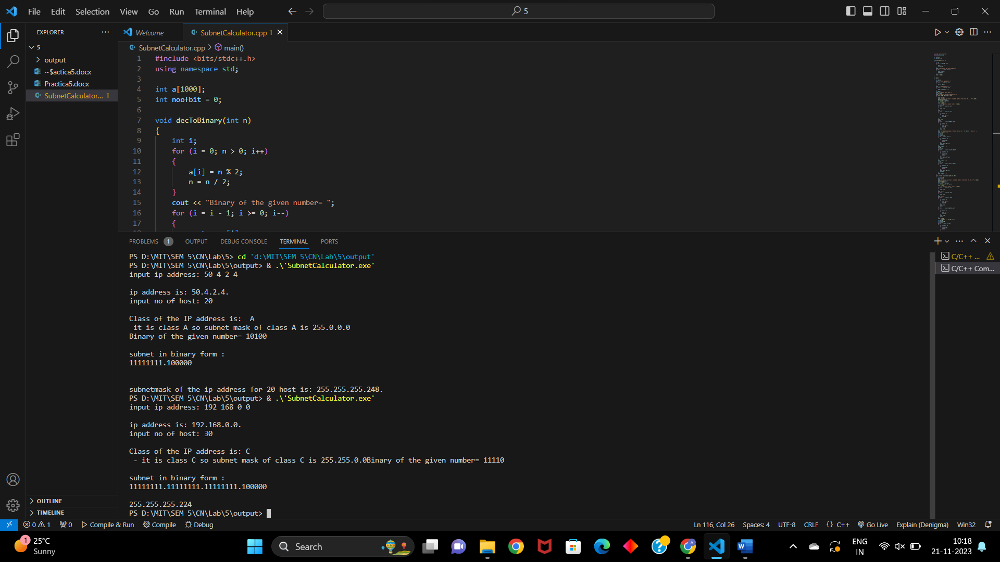 File Edit Selection View Go Run Terminal Help
5
EXPLORER
Welcome
SubnetCalculator.cpp 1
5
output
~$actica5.docx
Practica5.docx
SubnetCalculator... 1
SubnetCalculator.cpp > main()
1 #include <bits/stdc++.h>
2 using namespace std;
3
4 int a[1000];
5 int noofbit = 0;
6
7 void decToBinary(int n)
8 {
9 int i;
10 for (i = 0; n > 0; i++)
11 {
12 a[i] = n % 2;
13 n = n / 2;
14 }
15 cout << "Binary of the given number= ";
16 for (i = i - 1; i >= 0; i--)
17 {
PROBLEMS 1 OUTPUT DEBUG CONSOLE TERMINAL PORTS
PS D:\MIT\SEM 5\CN\Lab\5> cd 'd:\MIT\SEM 5\CN\Lab\5\output'
PS D:\MIT\SEM 5\CN\Lab\5\output> & .\'SubnetCalculator.exe'
input ip address: 50 4 2 4
ip address is: 50.4.2.4.
input no of host: 20
Class of the IP address is:  A
it is class A so subnet mask of class A is 255.0.0.0
Binary of the given number= 10100
subnet in binary form :
11111111.100000
subnetmask of the ip address for 20 host is: 255.255.255.248.
PS D:\MIT\SEM 5\CN\Lab\5\output> & .\'SubnetCalculator.exe'
input ip address: 192 168 0 0
ip address is: 192.168.0.0.
input no of host: 30
Class of the IP address is: C
- it is class C so subnet mask of class C is 255.255.0.0Binary of the given number= 11110
subnet in binary form :
11111111.11111111.11111111.100000
255.255.255.224
PS D:\MIT\SEM 5\CN\Lab\5\output>
C/C++ ...
C/C++ Com...
OUTLINE
TIMELINE
0 1 0 Compile & Run Compile Debug
Ln 116, Col 26 Spaces: 4 UTF-8 CRLF {} C++ Go Live Explain (Denigma) Win32
1
25°C
Sunny
Search
ENG
IN
10:18
21-11-2023